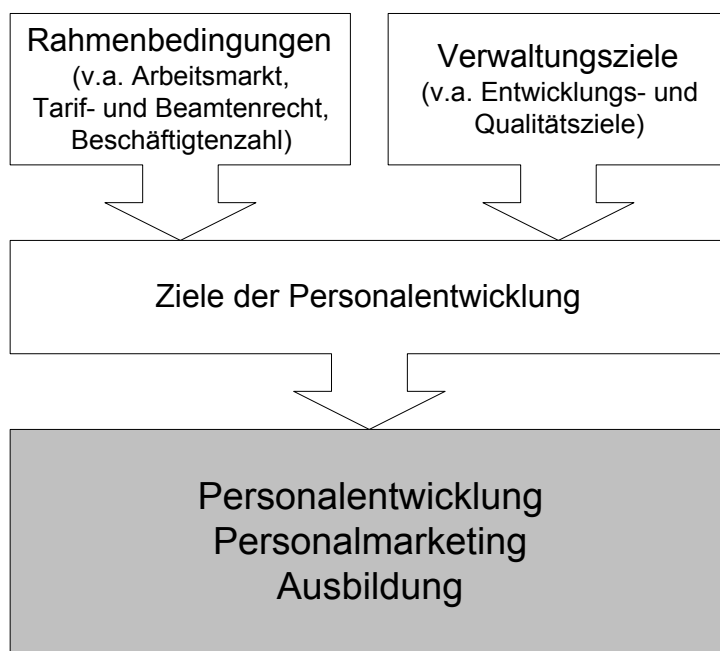 Rahmenbedingungen
(v.a. Arbeitsmarkt,
Tarif- und Beamtenrecht,
Beschäftigtenzahl)
Verwaltungsziele
(v.a. Entwicklungs- und
Qualitätsziele)
Ziele der Personalentwicklung
Personalentwicklung
Personalmarketing
Ausbildung